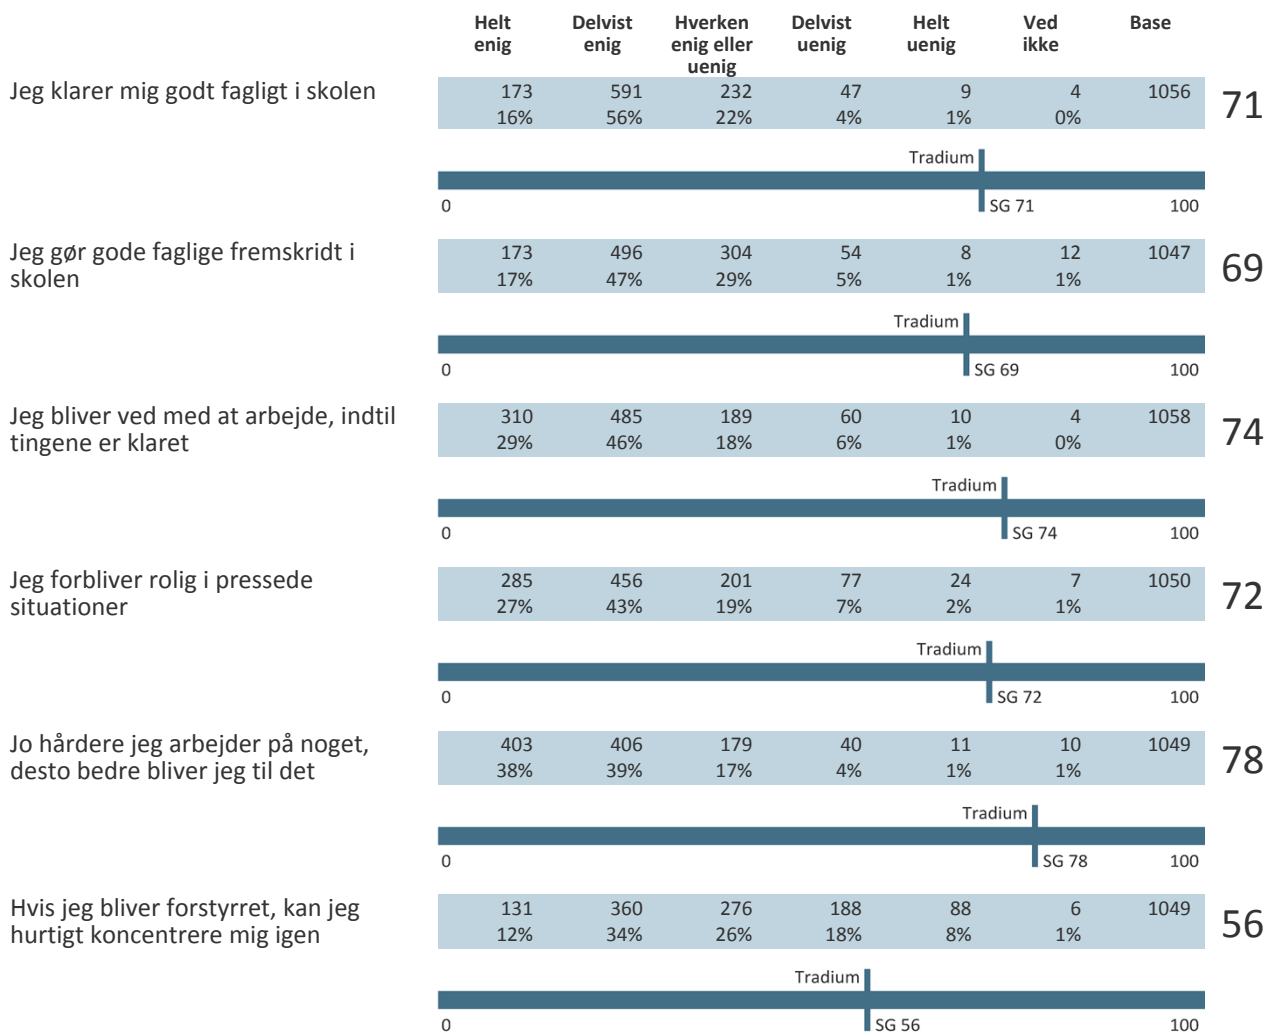 Helt enig
Delvist enig
Hverken enig eller uenig
Delvist uenig
Helt uenig
Ved ikke
Base
Jeg klarer mig godt fagligt i skolen
173 591 232 47 9 4 1056
16% 56% 22% 4% 1% 0%
71
Tradium
SG 71
0 100
Jeg gør gode faglige fremskridt i
skolen
173 496 304 54 8 12 1047
17% 47% 29% 5% 1% 1%
69
Tradium
SG 69
0 100
Jeg bliver ved med at arbejde, indtil
tingene er klaret
310 485 189 60 10 4 1058
29% 46% 18% 6% 1% 0%
74
Tradium
SG 74
0 100
Jeg forbliver rolig i pressede
situationer
285 456 201 77 24 7 1050
27% 43% 19% 7% 2% 1%
72
Tradium
SG 72
0 100
Jo hårdere jeg arbejder på noget,
desto bedre bliver jeg til det
403 406 179 40 11 10 1049
38% 39% 17% 4% 1% 1%
78
Tradium
SG 78
0 100
Hvis jeg bliver forstyrret, kan jeg
hurtigt koncentrere mig igen
131 360 276 188 88 6 1049
12% 34% 26% 18% 8% 1%
56
Tradium
SG 56
0 100